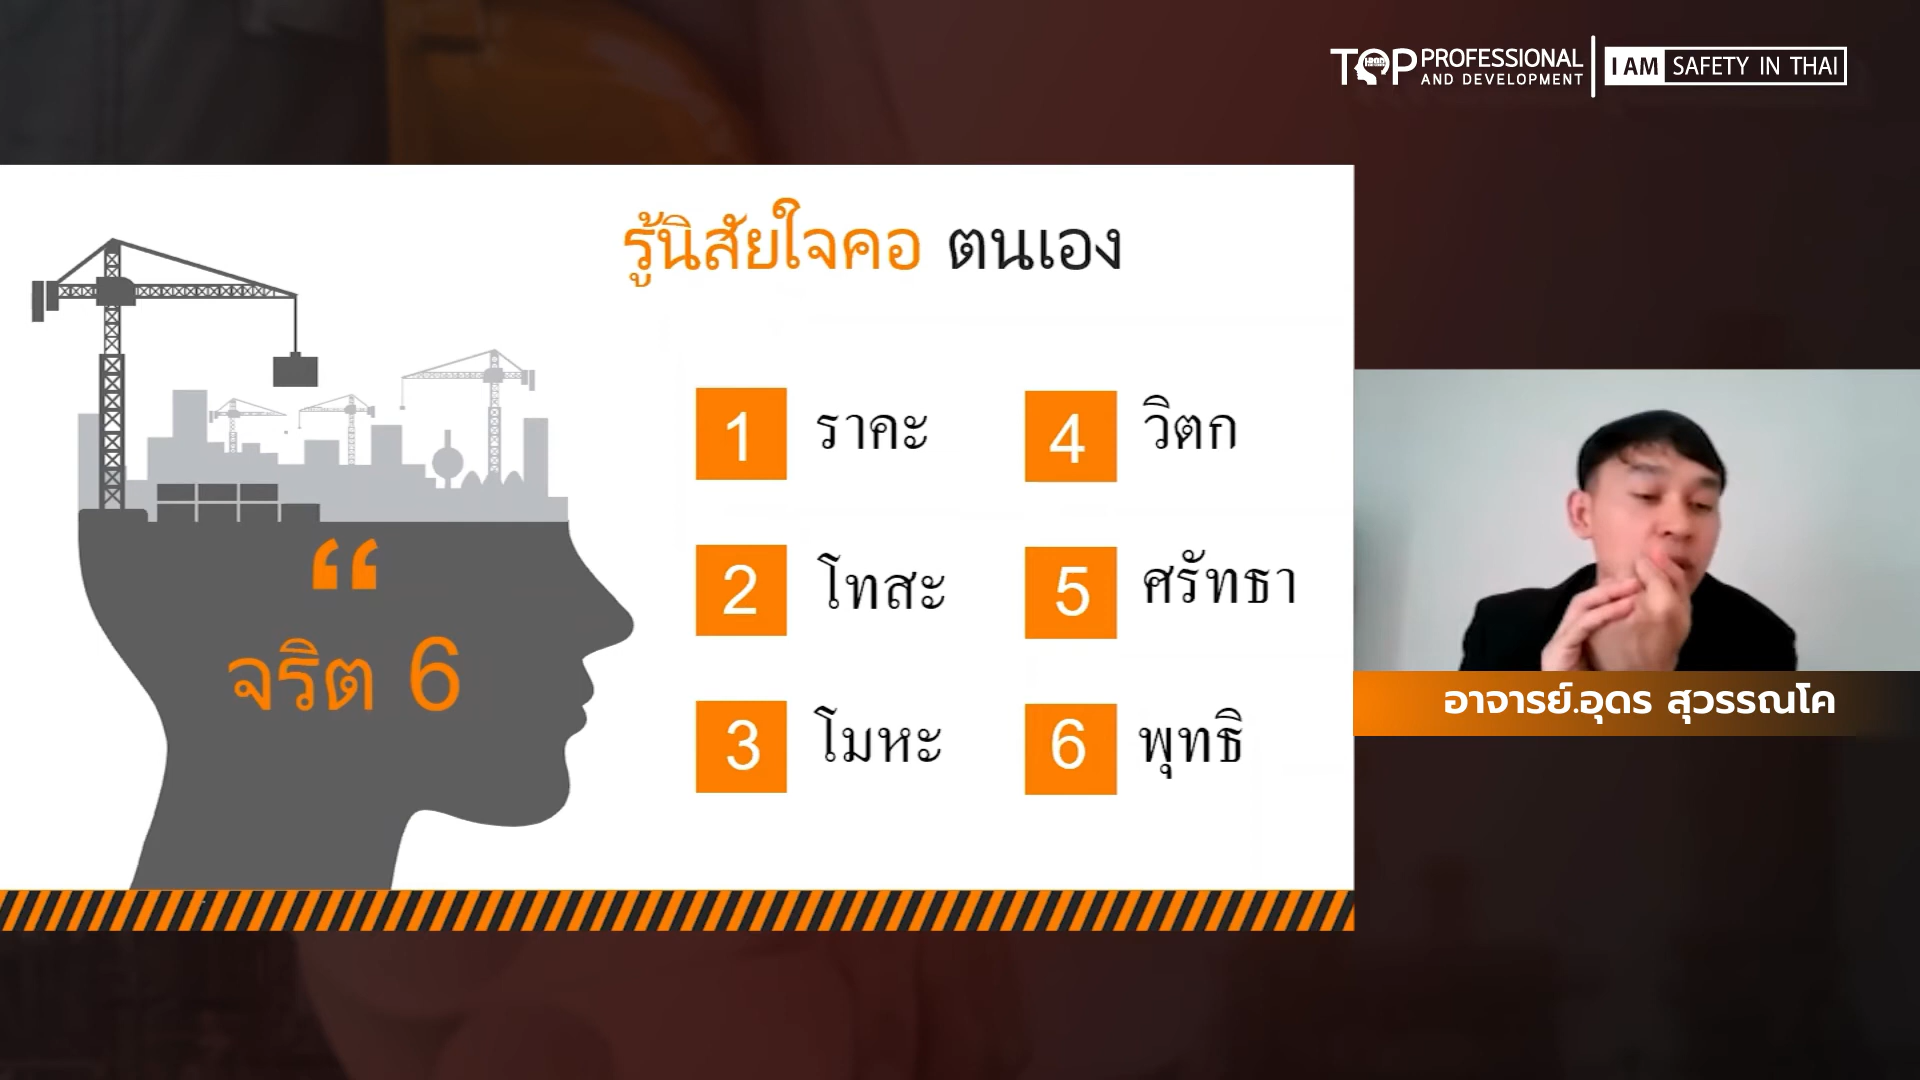 TOP PROFESSIONAL
AND DEVELOPMENT
I AM SAFETY IN THAI
รู้นิสัยใจคอ ตนเอง
“
จริต 6
1 ราคะ
2 โทสะ
3 โมหะ
4 วิตก
5 ศรัทธา
6 พุทธิ
อาจารย์.อุดร สุวรรณโค